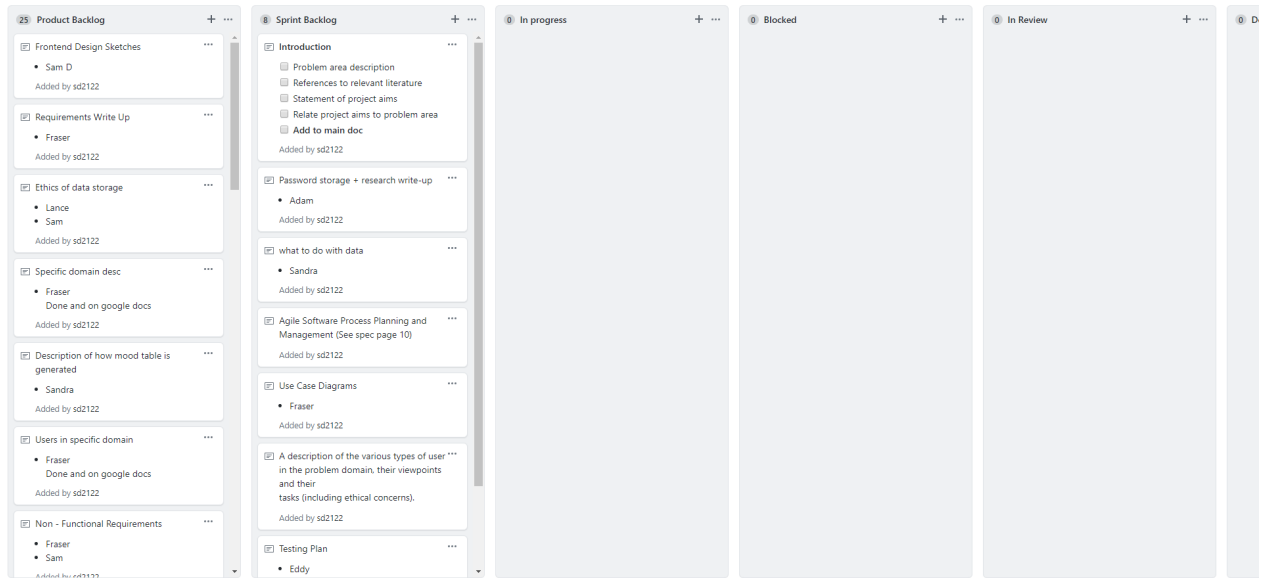 25 Product Backlog
Frontend Design Sketches
Sam D
Added by sd2122
Requirements Write Up
Fraser
Added by sd2122
Ethics of data storage
Lance
Sam
Added by sd2122
Specific domain desc
Fraser
Done and on google docs
Added by sd2122
Description of how mood table is
generated
Sandra
Added by sd2122
Users in specific domain
Fraser
Done and on google docs
Added by sd2122
Non - Functional Requirements
Fraser
Sam
Added by sd2122
8 Sprint Backlog
Introduction
Problem area description
References to relevant literature
Statement of project aims
Relate project aims to problem area
Add to main doc
Added by sd2122
Password storage + research write-up
Adam
Added by sd2122
what to do with data
Sandra
Added by sd2122
Agile Software Process Planning and
Management (See spec page 10)
Added by sd2122
Use Case Diagrams
Fraser
Added by sd2122
A description of the various types of user
in the problem domain, their viewpoints
and their
tasks (including ethical concerns).
Added by sd2122
Testing Plan
Eddy
0 In progress
0 Blocked
0 In Review
0